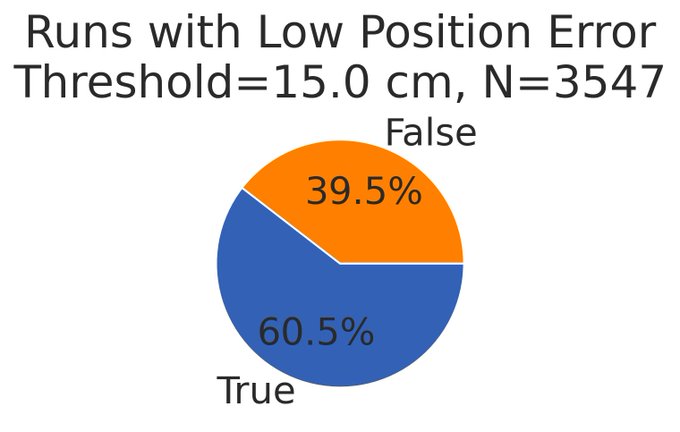 Runs with Low Position Error
Threshold=15.0 cm, N=3547
False
39.5%
60.5%
True